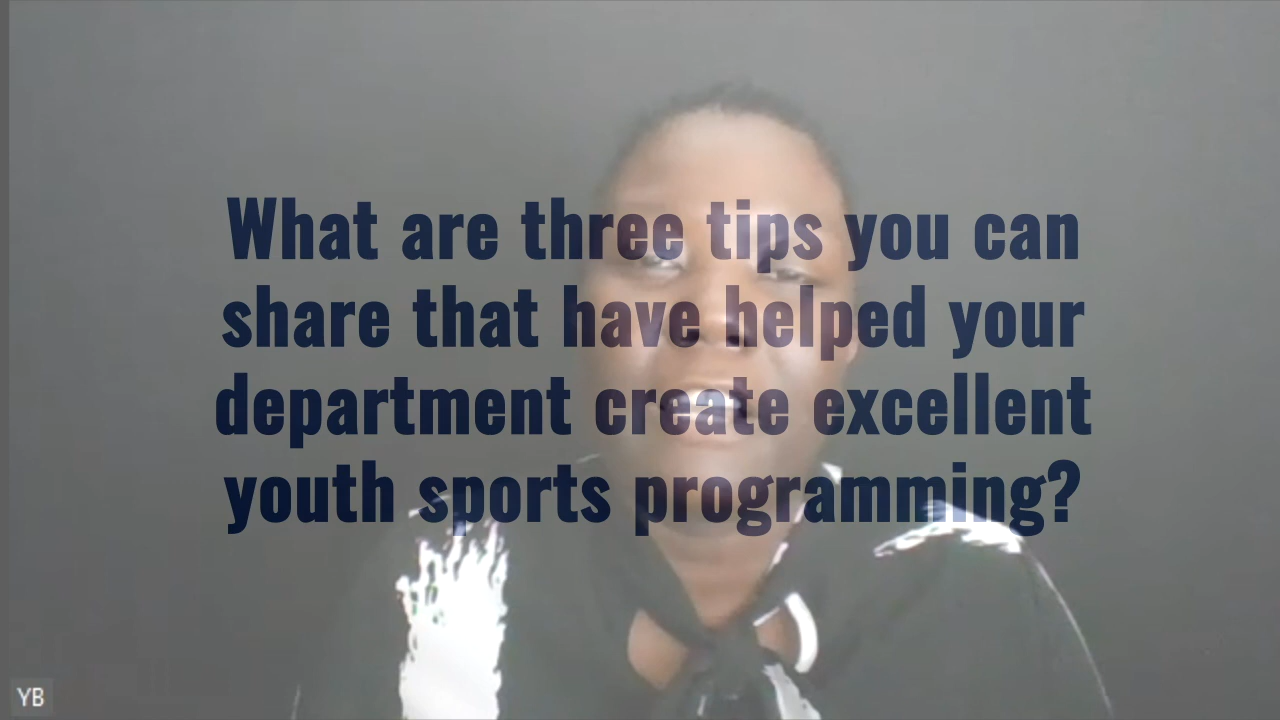 What are three tips you can
share that have helped your
department create excellent
youth sports programming?
YB